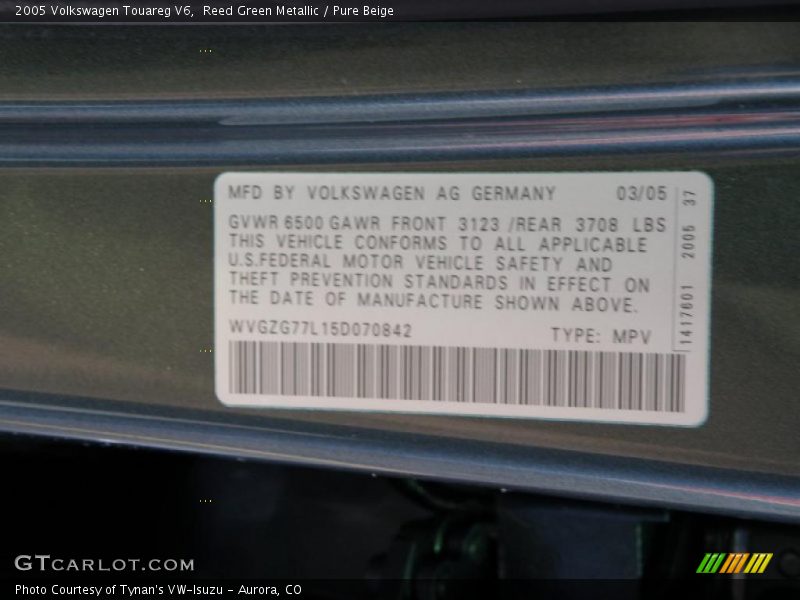 2005 Volkswagen Touareg V6,  Reed Green Metallic / Pure Beige
MFD BY VOLKSWAGEN AG GERMANY 03/05
GVWR 6500 GAWR FRONT 3123 /REAR 3708 LBS
THIS VEHICLE CONFORMS TO ALL APPLICABLE
U.S.FEDERAL MOTOR VEHICLE SAFETY AND
THEFT PREVENTION STANDARDS IN EFFECT ON
THE DATE OF MANUFACTURE SHOWN ABOVE.
WVGZG77L15D070842 TYPE: MPV
1417601 2005 37
GTCARLOT.COM
Photo Courtesy of Tynan's VW-Isuzu - Aurora, CO